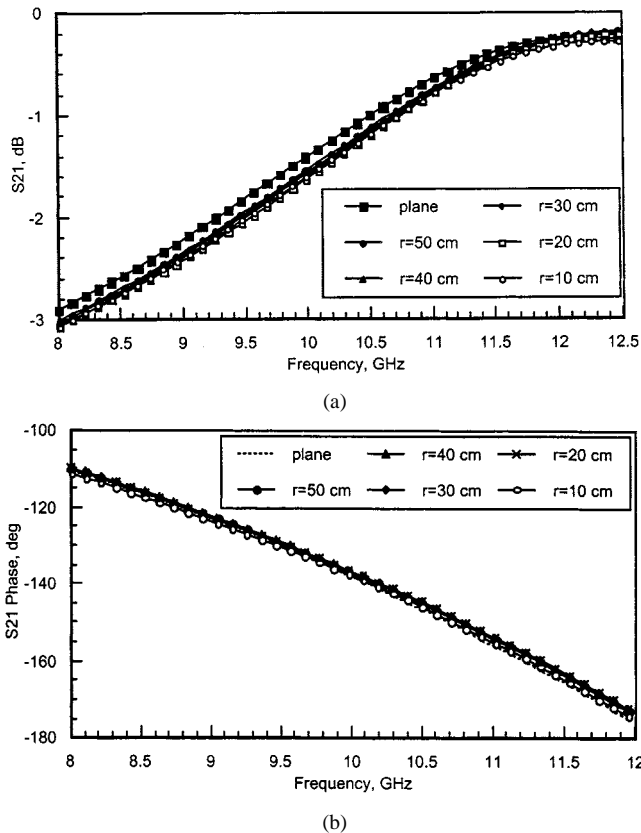 0
-1
-2
-3
S21, dB
plane
r=50 cm
r=40 cm
r=30 cm
r=20 cm
r=10 cm
8 8.5 9 9.5 10 10.5 11 11.5 12 12.5
Frequency, GHz
(a)
-100
-120
-140
-160
-180
S21 Phase, deg
plane r=40 cm r=20 cm
r=50 cm r=30 cm r=10 cm
8 8.5 9 9.5 10 10.5 11 11.5 12
Frequency, GHz
(b)